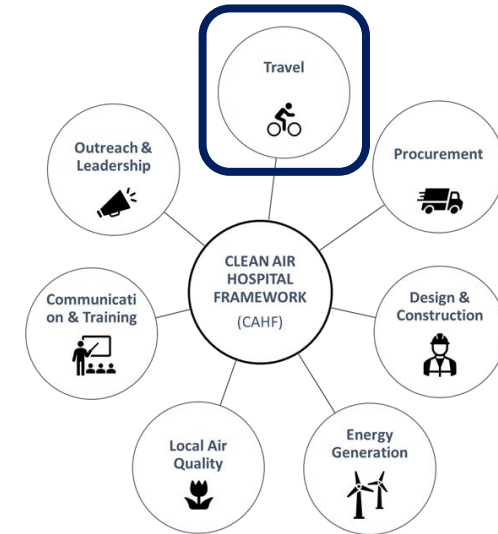 Travel
Outreach &
Leadership
Procurement
CLEAN AIR
HOSPITAL
FRAMEWORK
(CAHF)
Communicati
on & Training
Design &
Construction
Local Air
Quality
Energy
Generation